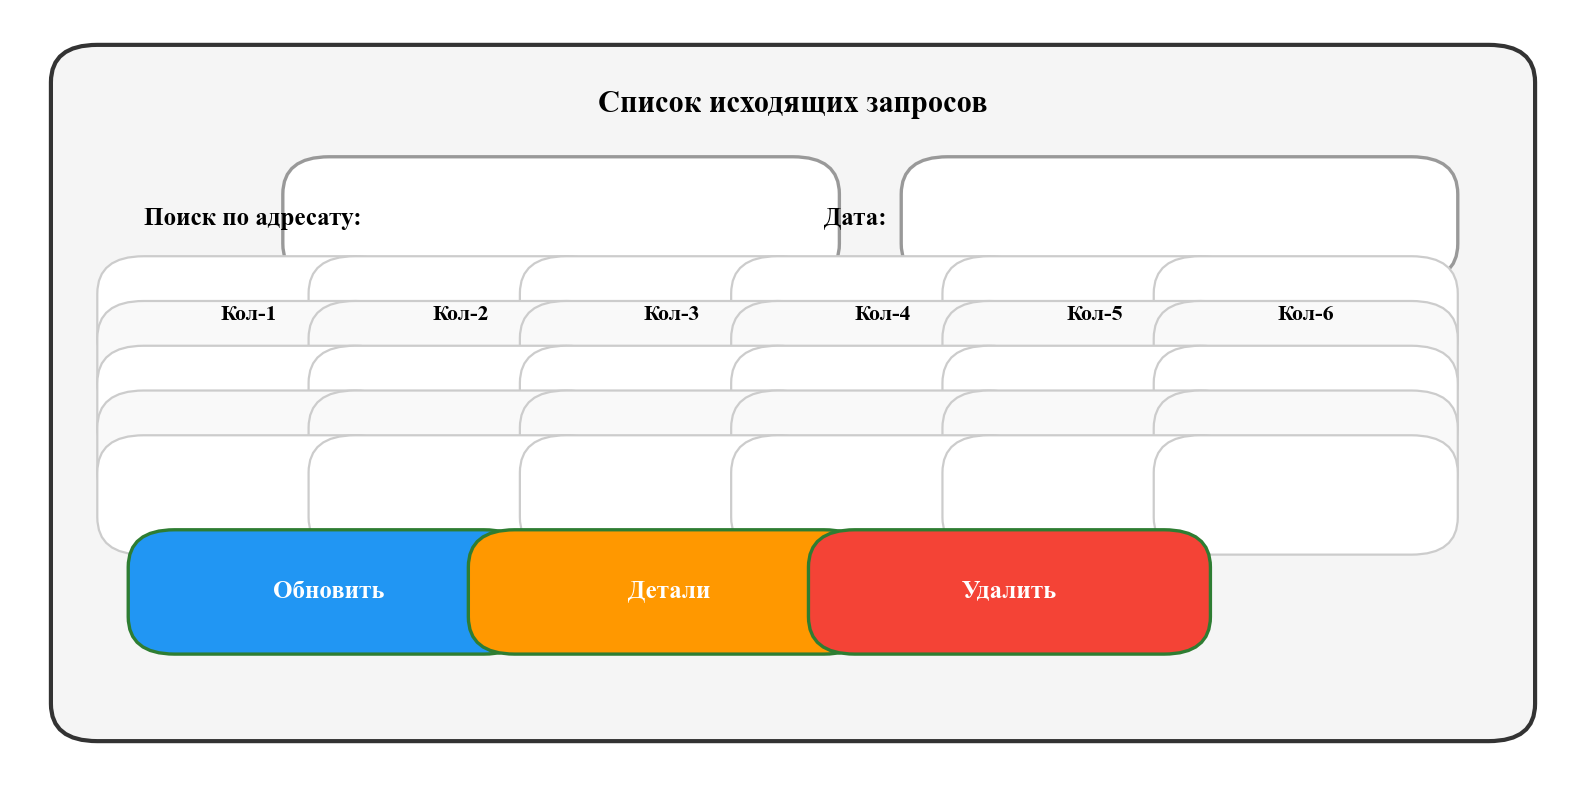 Список исходящих запросов
Поиск по адресату: Дата:
Кол-1 Кол-2 Кол-3 Кол-4 Кол-5 Кол-6
Обновить Детали Удалить